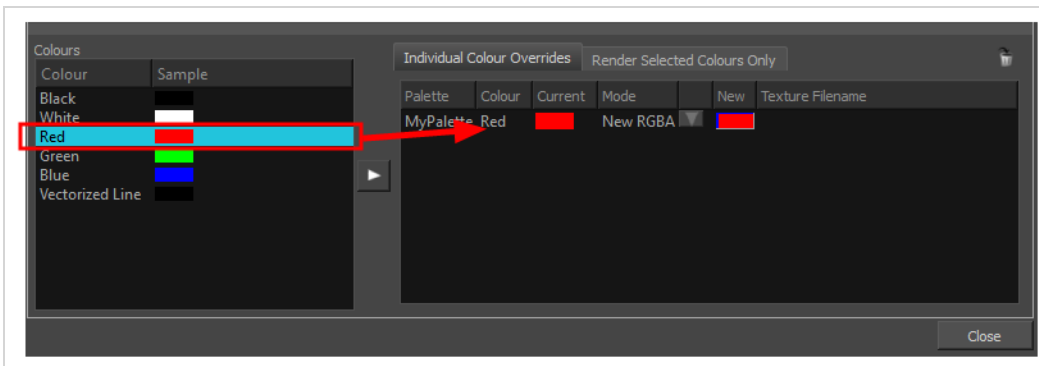 Colours
Colour Sample
Black
White
Red
Green
Blue
Vectorized Line
Individual Colour Overrides Render Selected Colours Only
Palette Colour Current Mode New Texture Filename
MyPalette Red New RGBA
Close